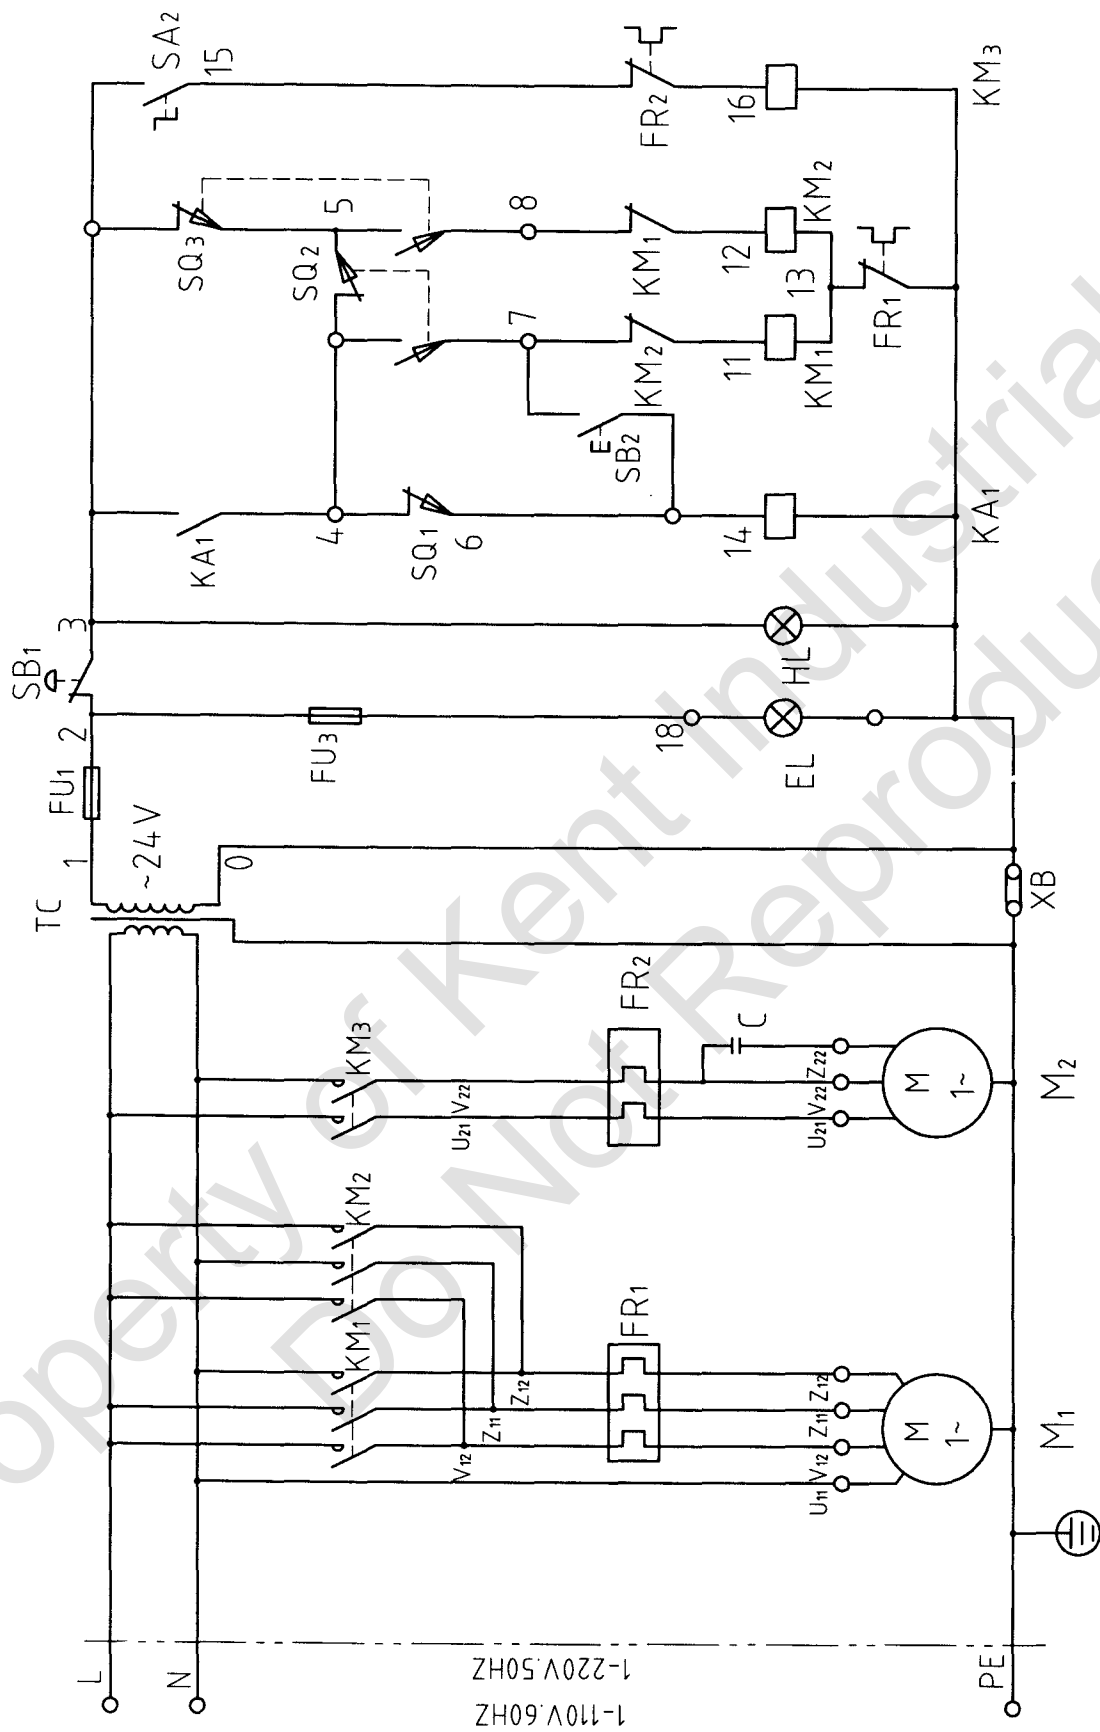 L
N
PE
1-110V.60HZ
1-220V.50HZ
TC
~24V
1
0
FU1
2
SB1
3
FU3
18
EL
HL
XB
KM1
KM2
KM3
V12
Z11
Z12
U21
V22
FR1
FR2
C
U11
V12
Z11
Z12
U21
V22
Z22
M
1~
M
1~
M1
M2
KA1
4
SQ1
6
14
KA1
SQ3
SQ2
5
7
8
SB2
KM2
KM1
11
12
KM1
KM2
13
FR1
SA2
15
FR2
16
KM3
Property of Kent Industrial
Do Not Reproduc